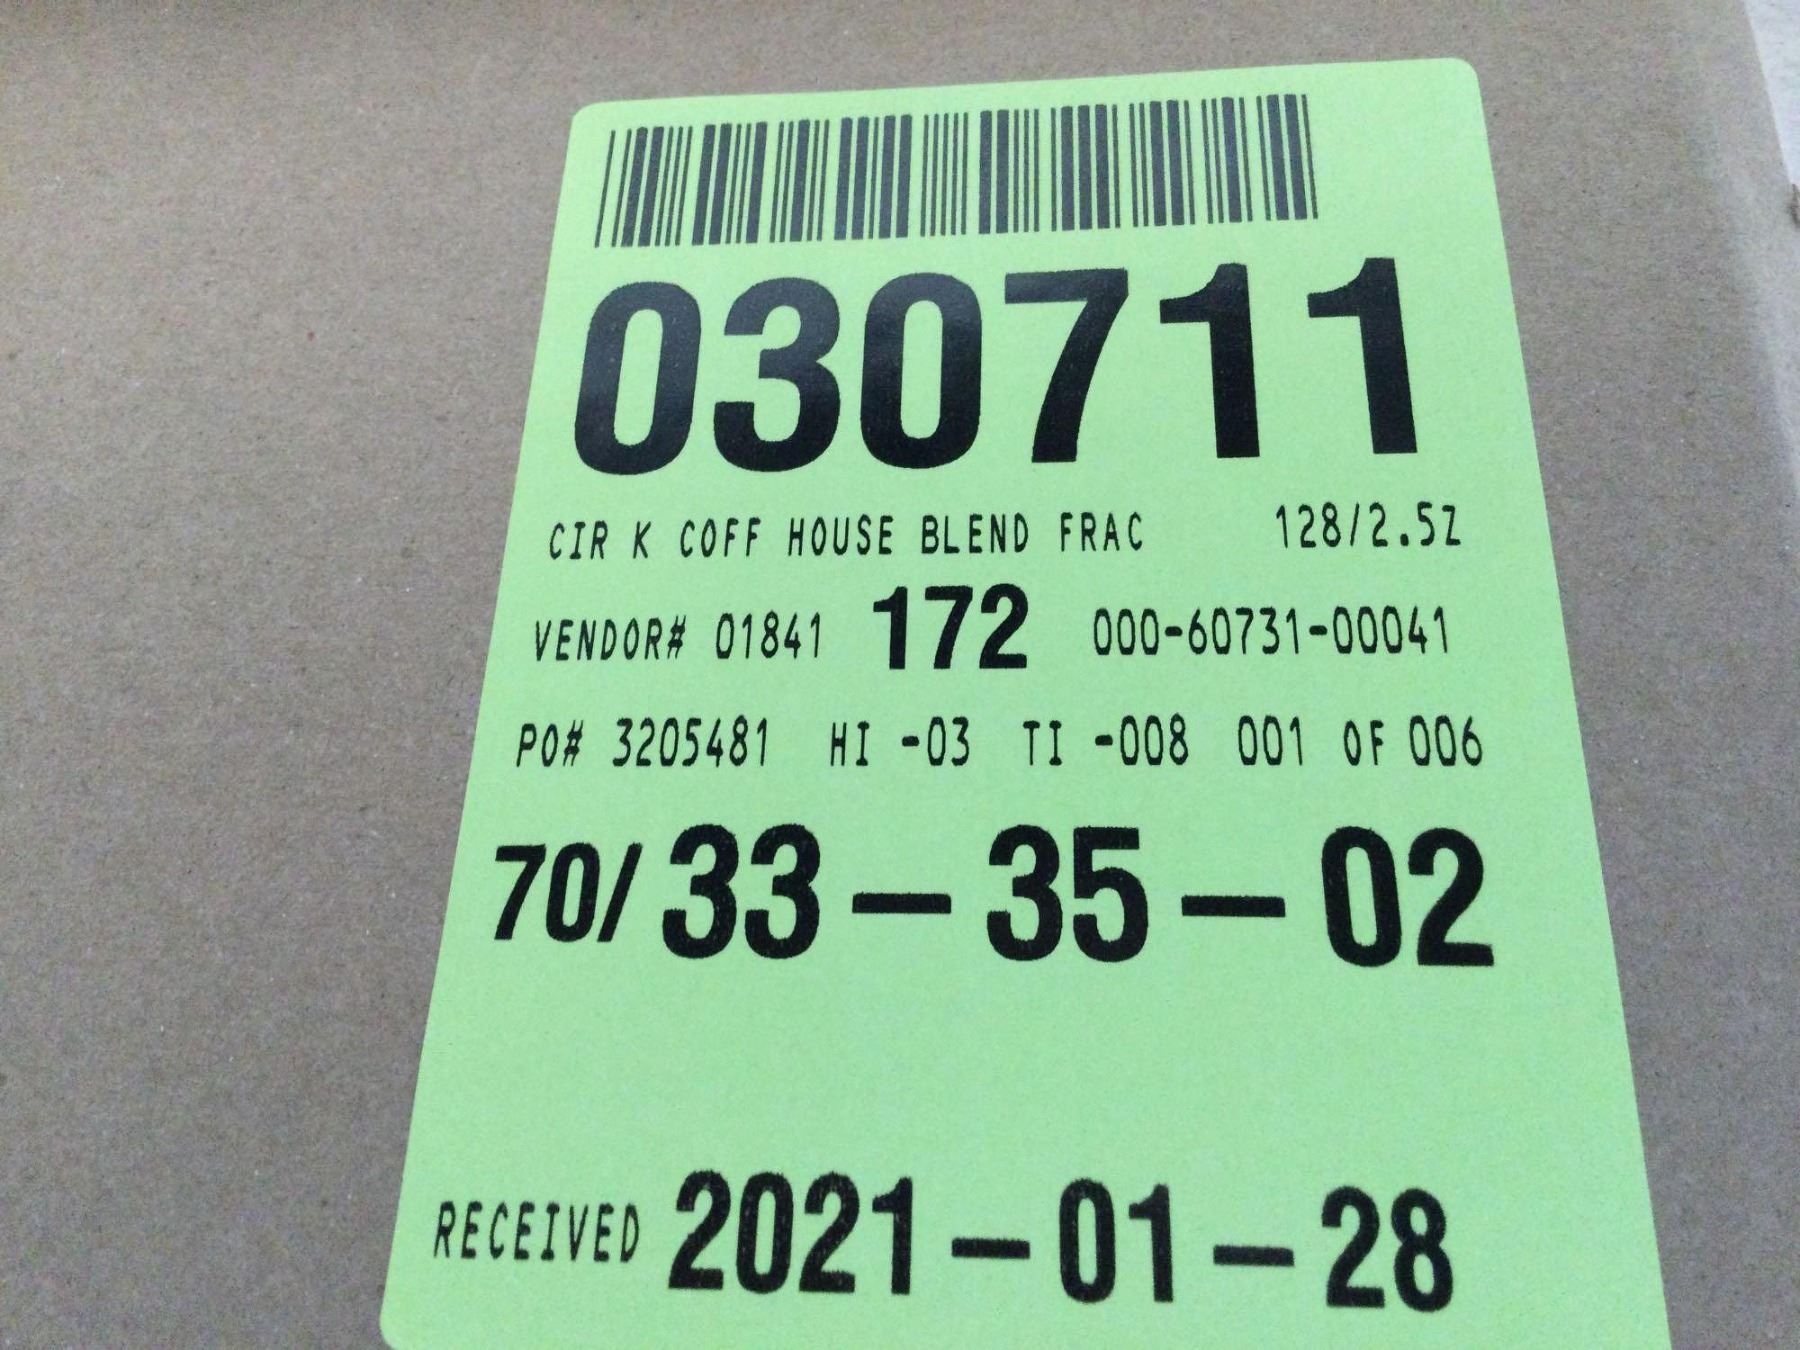 030711
CIR K COFF HOUSE BLEND FRAC 128/2.5Z
VENDOR# 01841 172 000-60731-00041
PO# 3205481 HI -03 TI -008 001 OF 006
70/33-35-02
RECEIVED 2021-01-28